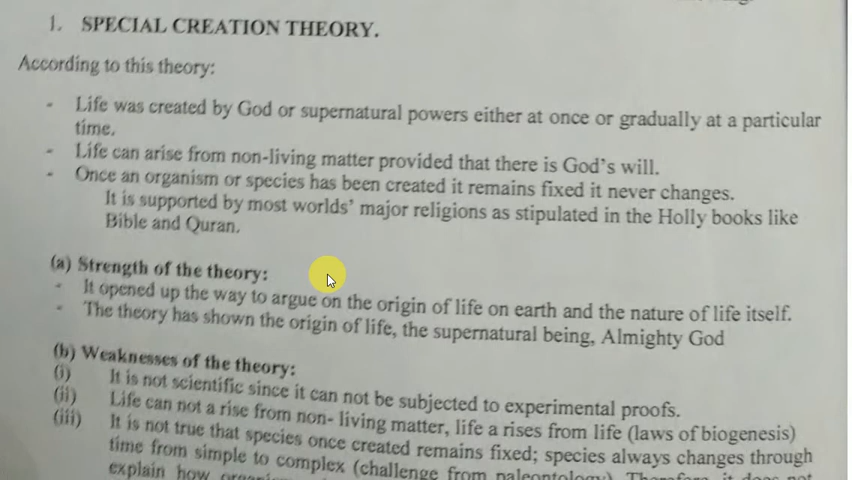 1. SPECIAL CREATION THEORY.
According to this theory:
- Life was created by God or supernatural powers either at once or gradually at a particular
time.
- Life can arise from non-living matter provided that there is God's will.
- Once an organism or species has been created it remains fixed it never changes.
It is supported by most worlds' major religions as stipulated in the Holly books like
Bible and Quran.
(a) Strength of the theory:
- It opened up the way to argue on the origin of life on earth and the nature of life itself.
- The theory has shown the origin of life, the supernatural being, Almighty God
(b) Weaknesses of the theory:
(i) It is not scientific since it can not be subjected to experimental proofs.
(ii) Life can not a rise from non- living matter, life a rises from life (laws of biogenesis)
(iii) It is not true that species once created remains fixed; species always changes through
time from simple to complex (challenge from paleontology). Therefore, it does not
explain how